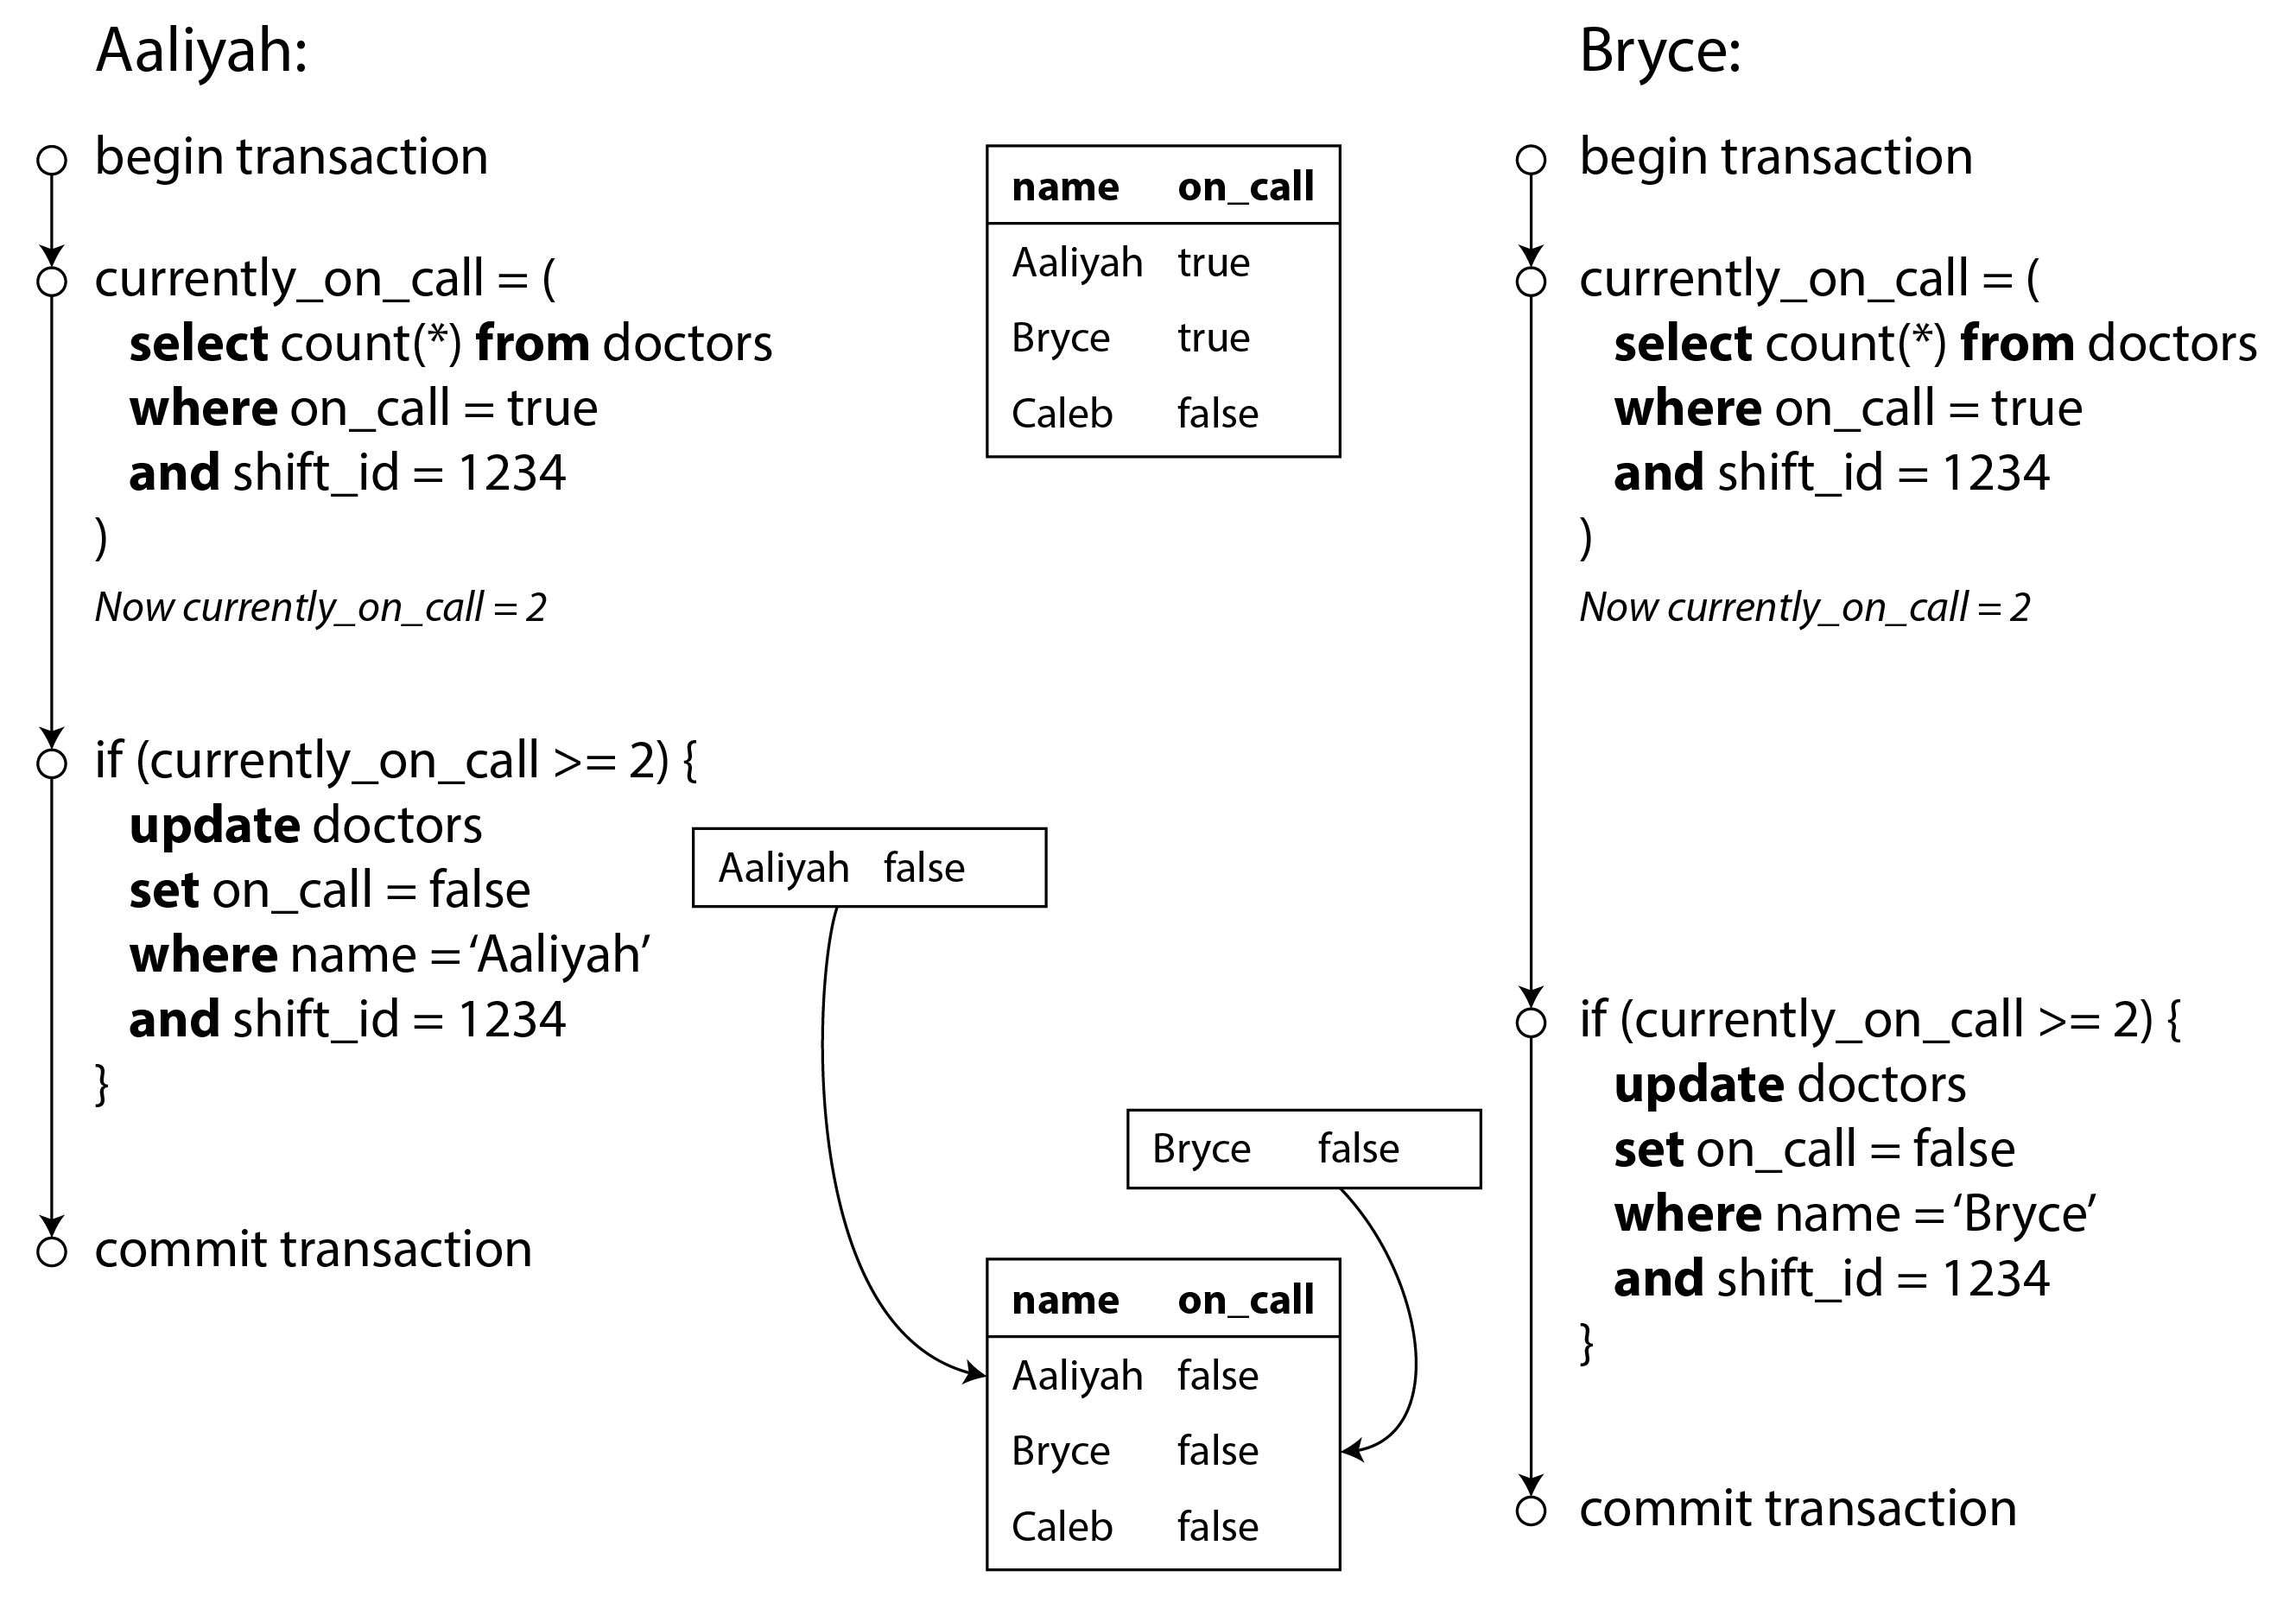 Aaliyah:
begin transaction
currently_on_call = (
select count(*) from doctors
where on_call = true
and shift_id = 1234
)
Now currently_on_call = 2
if (currently_on_call >= 2) {
update doctors
set on_call = false
where name = ‘Aaliyah’
and shift_id = 1234
}
commit transaction
name on_call
Aaliyah true
Bryce true
Caleb false
Aaliyah false
Bryce false
name on_call
Aaliyah false
Bryce false
Caleb false
Bryce:
begin transaction
currently_on_call = (
select count(*) from doctors
where on_call = true
and shift_id = 1234
)
Now currently_on_call = 2
if (currently_on_call >= 2) {
update doctors
set on_call = false
where name = ‘Bryce’
and shift_id = 1234
}
commit transaction